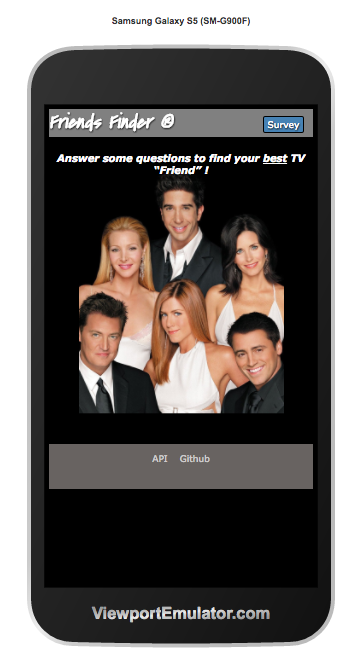 Samsung Galaxy S5 (SM-G900F)
Friends Finder @
Survey
Answer some questions to find your best TV
“Friend” !
API Github
ViewportEmulator.com